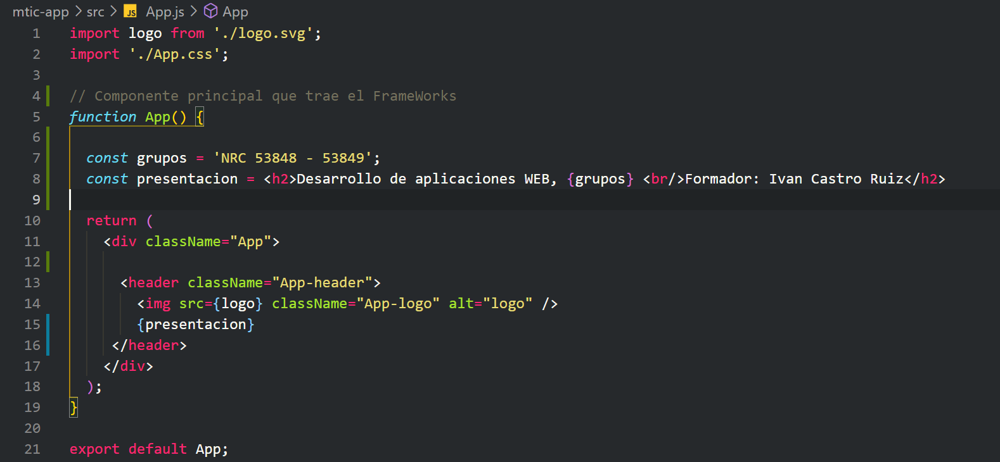 mtic-app > src > JS App.js > App
1 import logo from './logo.svg';
2 import './App.css';
3
4 // Componente principal que trae el FrameWorks
5 function App() {
6
7   const grupos = 'NRC 53848 - 53849';
8   const presentacion = <h2>Desarrollo de aplicaciones WEB, {grupos} <br/>Formador: Ivan Castro Ruiz</h2>
9
10   return (
11     <div className="App">
12
13       <header className="App-header">
14         <img src={logo} className="App-logo" alt="logo" />
15         {presentacion}
16      </header>
17     </div>
18   );
19 }
20
21 export default App;